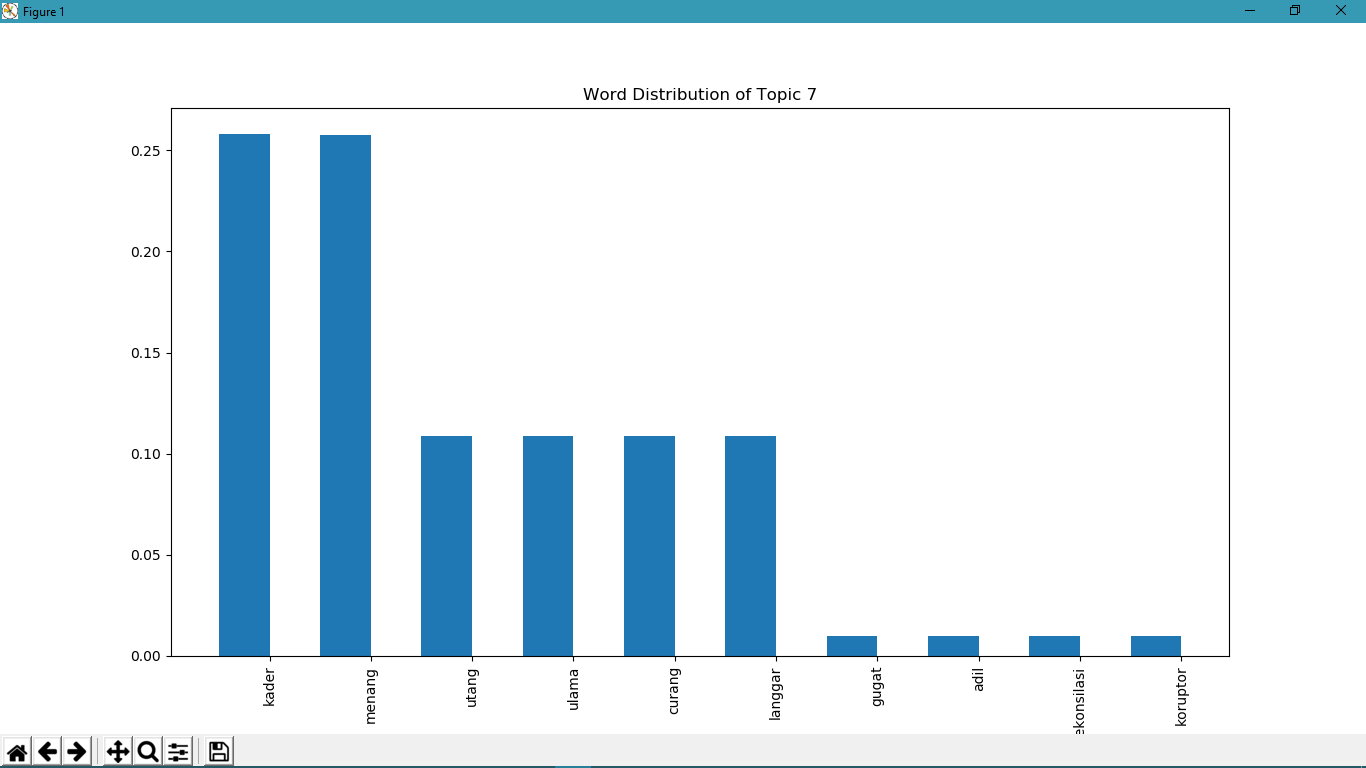 Figure 1
Word Distribution of Topic 7
0.25
0.20
0.15
0.10
0.05
0.00
kader
menang
utang
ulama
curang
langgar
gugat
adil
ekonsilasi
koruptor